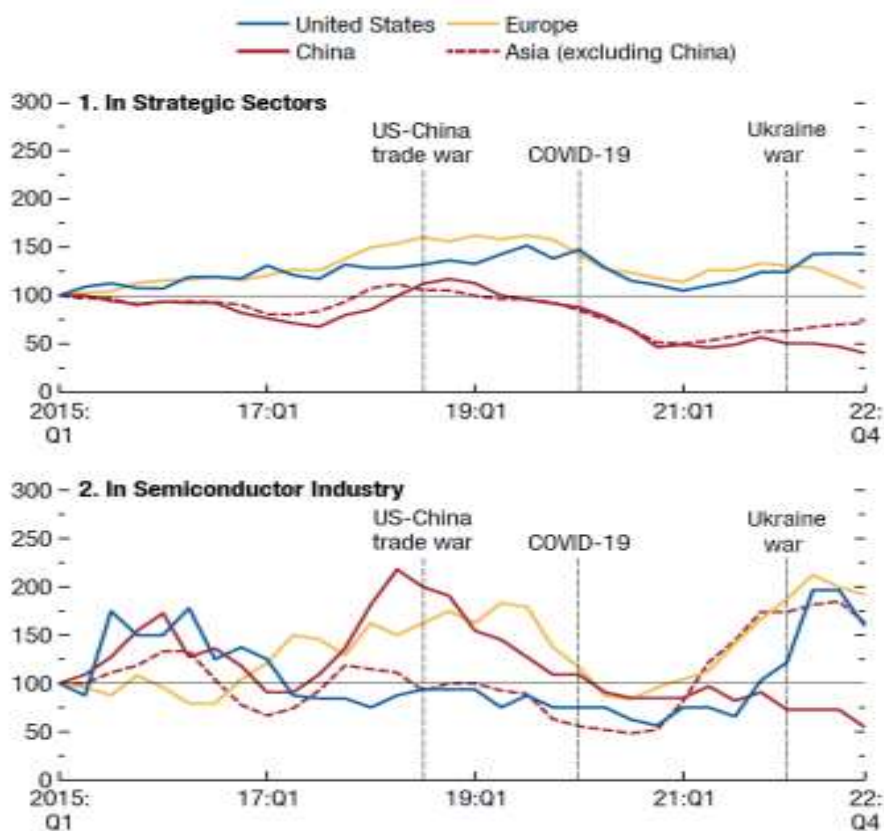 United States
Europe
China
Asia (excluding China)
300
1. In Strategic Sectors
250
200
150
100
50
0
US-China
trade war
COVID-19
Ukraine
war
2015:
Q1
17:Q1
19:Q1
21:Q1
22:
Q4
300
2. In Semiconductor Industry
250
200
150
100
50
0
US-China
trade war
COVID-19
Ukraine
war
2015:
Q1
17:Q1
19:Q1
21:Q1
22:
Q4